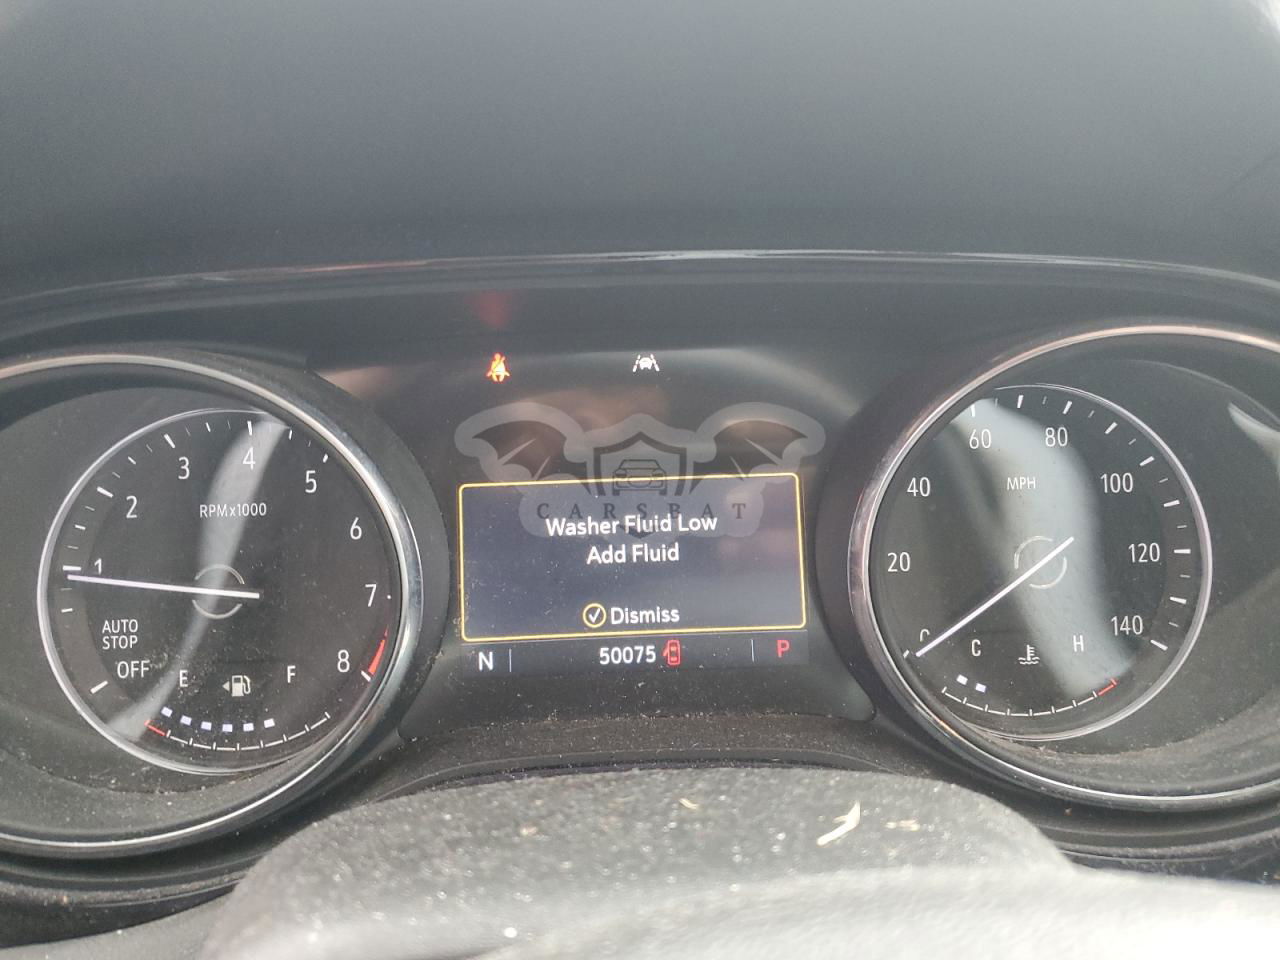 1
2
3
4
5
6
7
8
RPMx1000
AUTO
STOP
OFF
E
F
CARSBAT
Washer Fluid Low
Add Fluid
Dismiss
N
50075
P
0
20
40
60
80
100
120
140
MPH
C
H